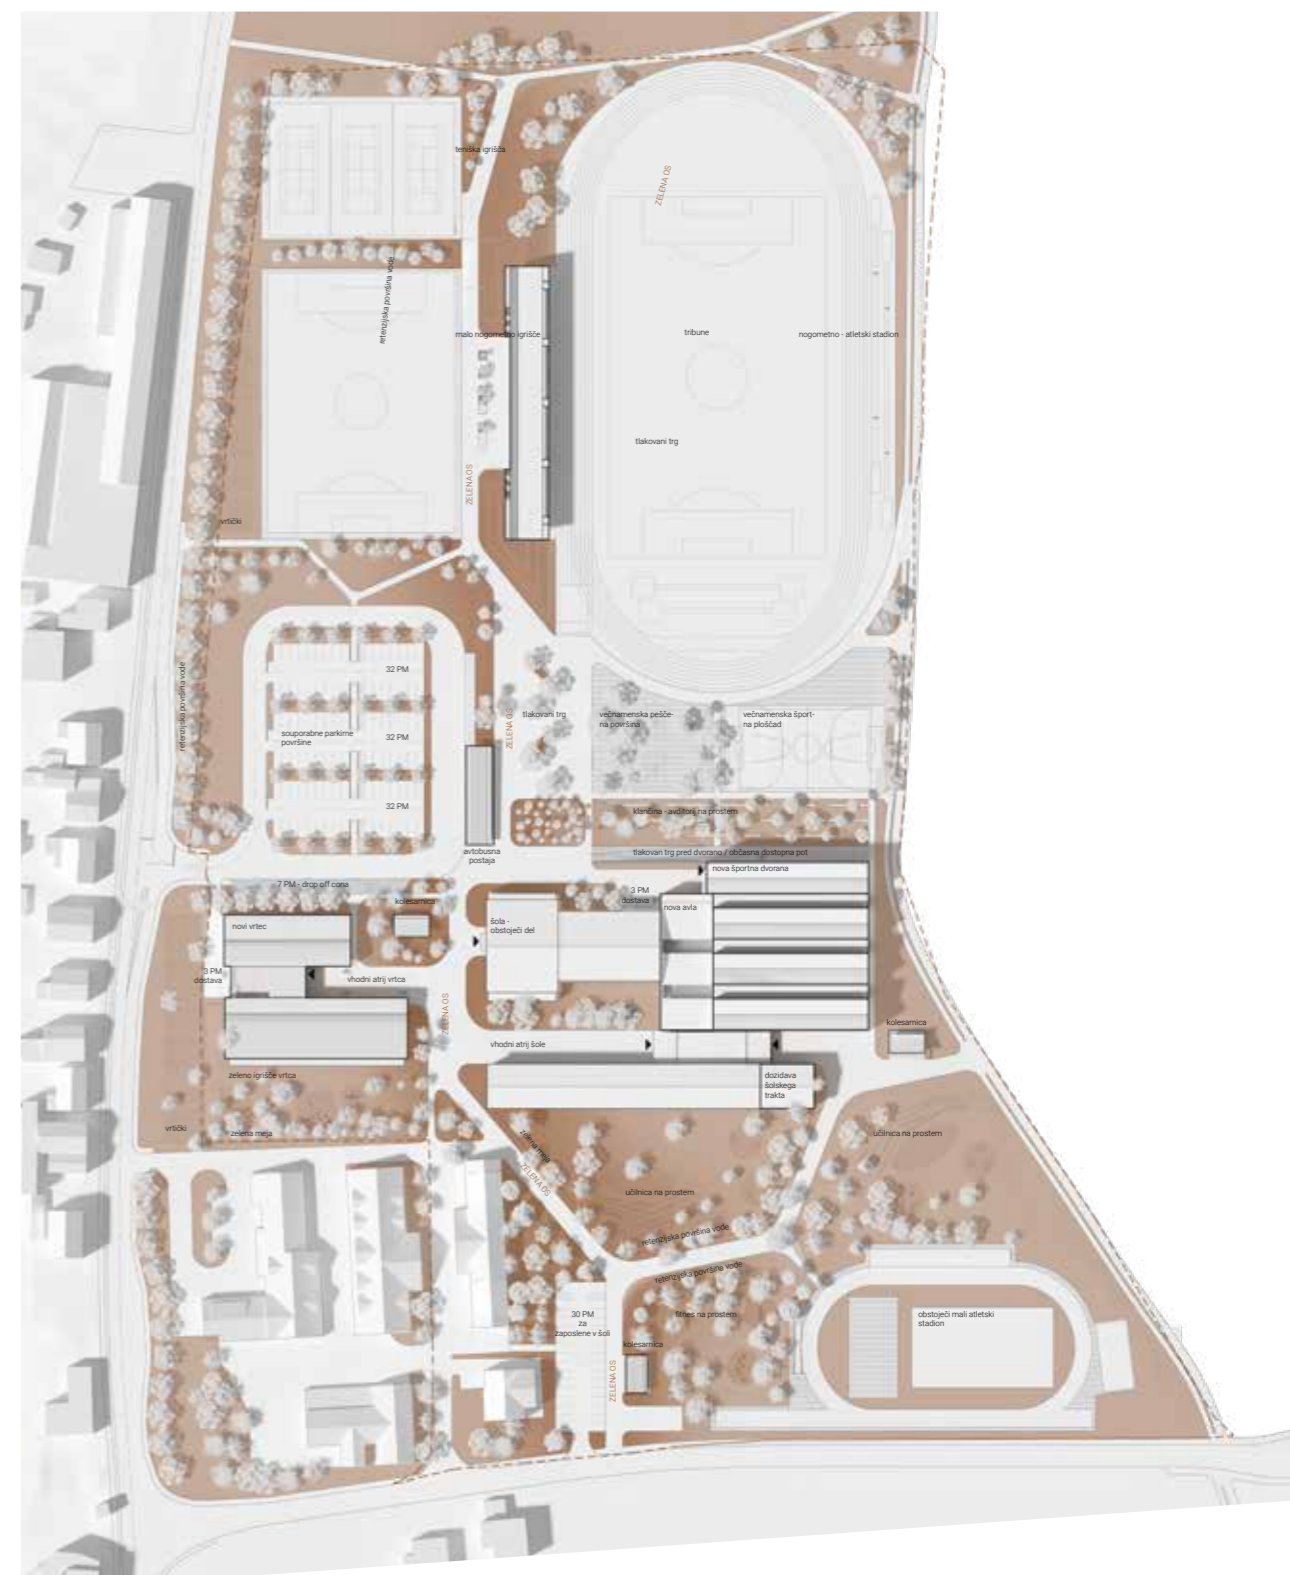 teniška igrišča
ZELENA OS
retenzijska površina vode
malo nogometno igrišče
tribune
nogometno - atletski stadion
tlakovani trg
ZELENA OS
vrtički
retenzijska površina vode
32 PM
souporabne parkirne
površine
32 PM
32 PM
ZELENA OS
tlakovani trg
večnamenska pešče-
na površina
večnamenska šport-
na ploščad
klančina - avditorij na prostem
avtobusna
postaja
tlakovan trg pred dvorano / občasna dostopna pot
nova športna dvorana
7 PM - drop off cona
kolesarnica
3 PM
dostava
nova avla
novi vrtec
šola -
obstoječi del
3 PM
dostava
vhodni atrij vrtca
ZELENA OS
kolesarnica
vhodni atrij šole
zeleno igrišče vrtca
dozidava
šolskega
trakta
vrtički
zelena meja
zelena meja
učilnica na prostem
ZELENA OS
učilnica na prostem
retenzijska površina vode
retenzijska površina vode
30 PM
za
zaposlene v šoli
fitnes na prostem
obstoječi mali atletski
stadion
kolesarnica
ZELENA OS